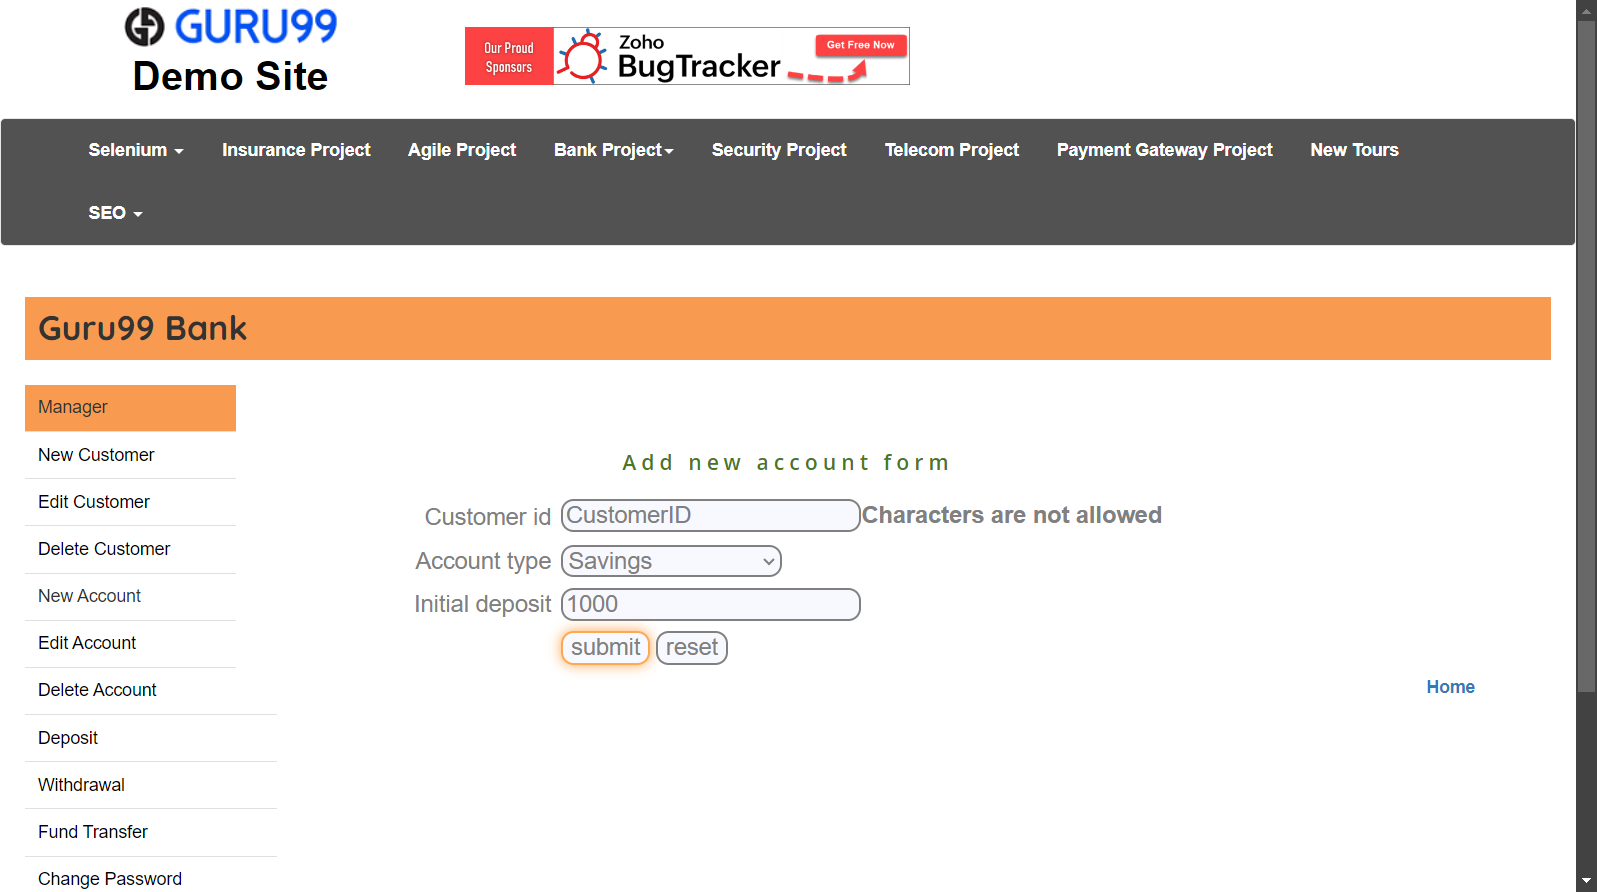 GURU99
Demo Site
Our Proud
Sponsors
Zoho
BugTracker
Get Free Now
Selenium
Insurance Project
Agile Project
Bank Project
Security Project
Telecom Project
Payment Gateway Project
New Tours
SEO
Guru99 Bank
Manager
New Customer
Edit Customer
Delete Customer
New Account
Edit Account
Delete Account
Deposit
Withdrawal
Fund Transfer
Change Password
Add new account form
Customer id CustomerID Characters are not allowed
Account type Savings
Initial deposit 1000
submit reset
Home